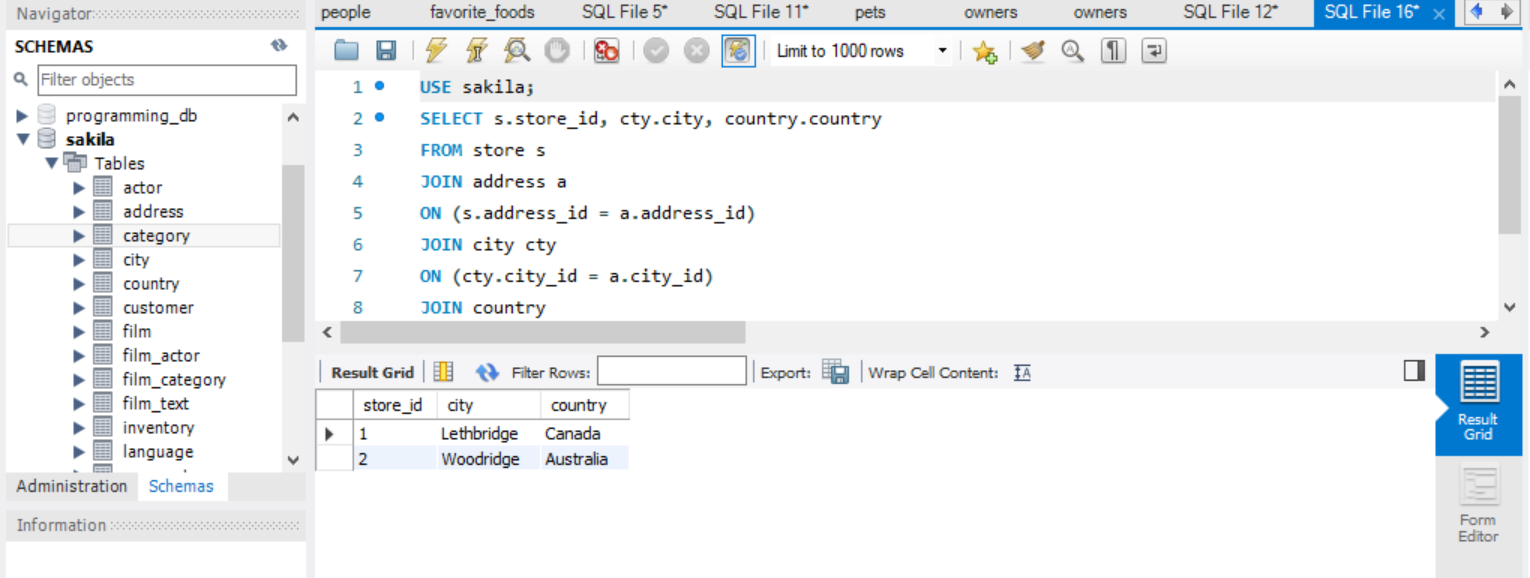 Navigator
people favorite_foods SQL File 5* SQL File 11* pets owners owners SQL File 12* SQL File 16*
SCHEMAS
Filter objects
programming_db
sakila
Tables
actor
address
category
city
country
customer
film
film_actor
film_category
film_text
inventory
language
Administration Schemas
Information
Limit to 1000 rows
1 USE sakila;
2 SELECT s.store_id, cty.city, country.country
3 FROM store s
4 JOIN address a
5 ON (s.address_id = a.address_id)
6 JOIN city cty
7 ON (cty.city_id = a.city_id)
8 JOIN country
Result Grid Filter Rows: Export: Wrap Cell Content:
store_id city country
1 Lethbridge Canada
2 Woodridge Australia
Result
Grid
Form
Editor